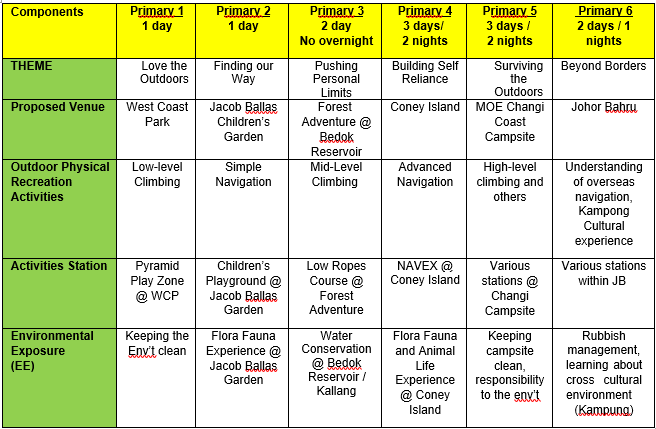 Components
Primary 1
1 day
Primary 2
1 day
Primary 3
2 day
No overnight
Primary 4
3 days/
2 nights
Primary 5
3 days /
2 nights
Primary 6
2 days / 1
nights
THEME
Love the
Outdoors
Finding our
Way
Pushing
Personal
Limits
Building Self
Reliance
Surviving
the
Outdoors
Beyond Borders
Proposed Venue
West Coast
Park
Jacob Ballas
Children's
Garden
Forest
Adventure @
Bedok
Reservoir
Coney Island
MOE Changi
Coast
Campsite
Johor Bahru
Outdoor Physical
Recreation
Activities
Low-level
Climbing
Simple
Navigation
Mid-Level
Climbing
Advanced
Navigation
High-level
climbing and
others
Understanding
of overseas
navigation,
Kampong
Cultural
experience
Activities Station
Pyramid
Play Zone
@ WCP
Children's
Playground @
Jacob Ballas
Garden
Low Ropes
Course @
Forest
Adventure
NAVEX @
Coney Island
Various
stations @
Changi
Campsite
Various stations
within JB
Environmental
Exposure
(EE)
Keeping the
Env't clean
Flora Fauna
Experience @
Jacob Ballas
Garden
Water
Conservation
@ Bedok
Reservoir /
Kallang
Flora Fauna
and Animal
Life
Experience
@ Coney
Island
Keeping
campsite
clean,
responsibility
to the env't
Rubbish
management,
learning about
cross cultural
environment
(Kampung)